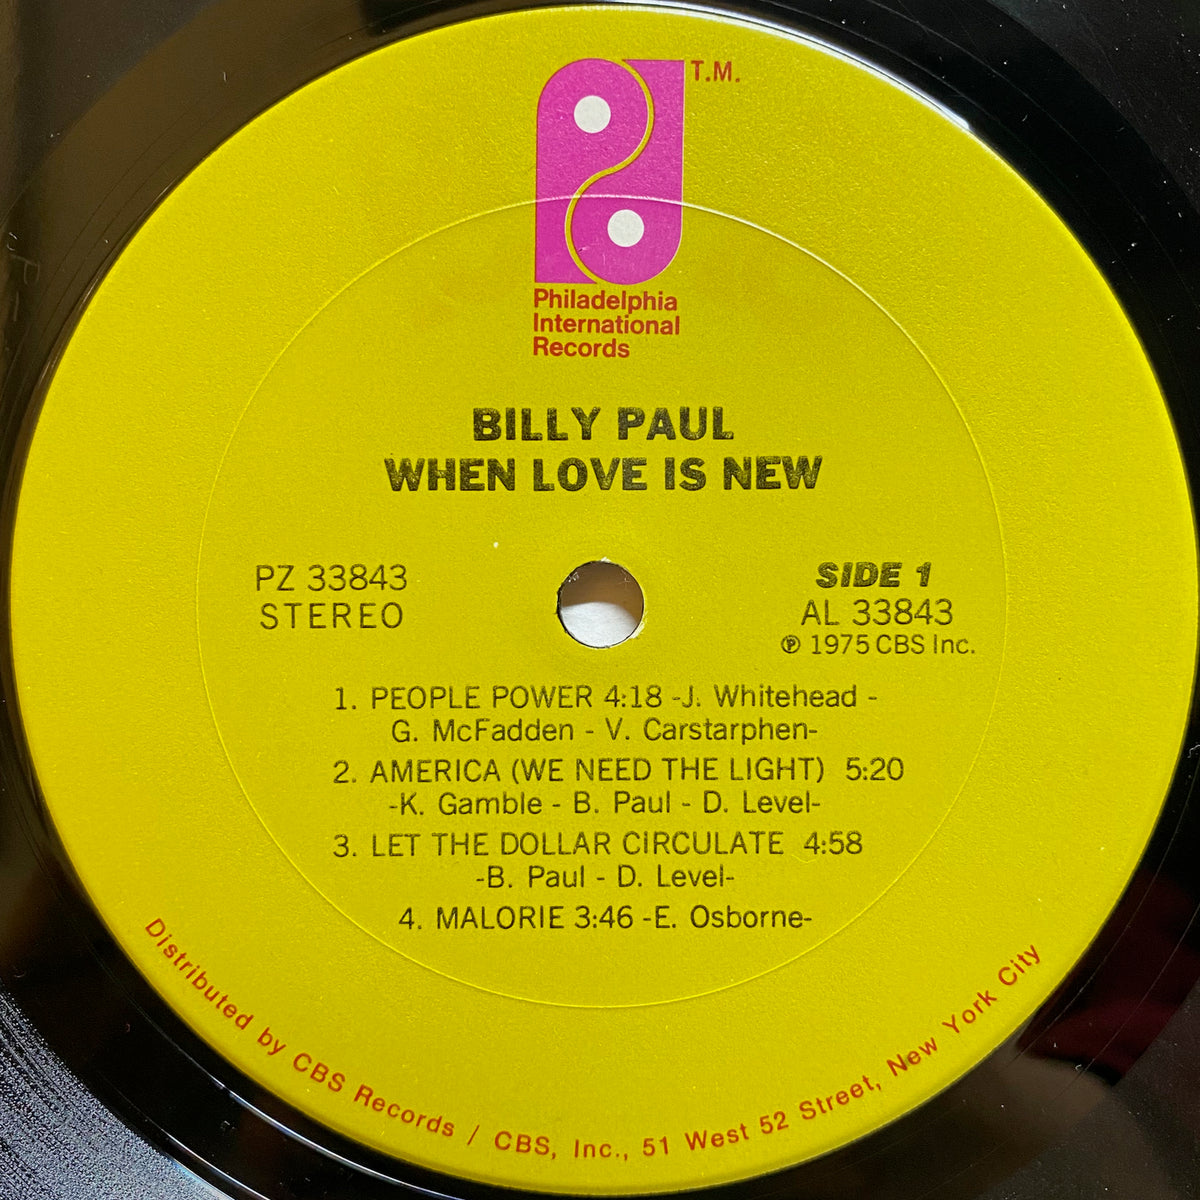 T.M.
Philadelphia
International
Records
BILLY PAUL
WHEN LOVE IS NEW
PZ 33843
STEREO
SIDE 1
AL 33843
℗ 1975 CBS Inc.
1. PEOPLE POWER 4:18 -J. Whitehead -
G. McFadden - V. Carstarphen-
2. AMERICA (WE NEED THE LIGHT) 5:20
-K. Gamble - B. Paul - D. Level-
3. LET THE DOLLAR CIRCULATE 4:58
-B. Paul - D. Level-
4. MALORIE 3:46 -E. Osborne-
Distributed by CBS Records / CBS, Inc., 51 West 52 Street, New York City